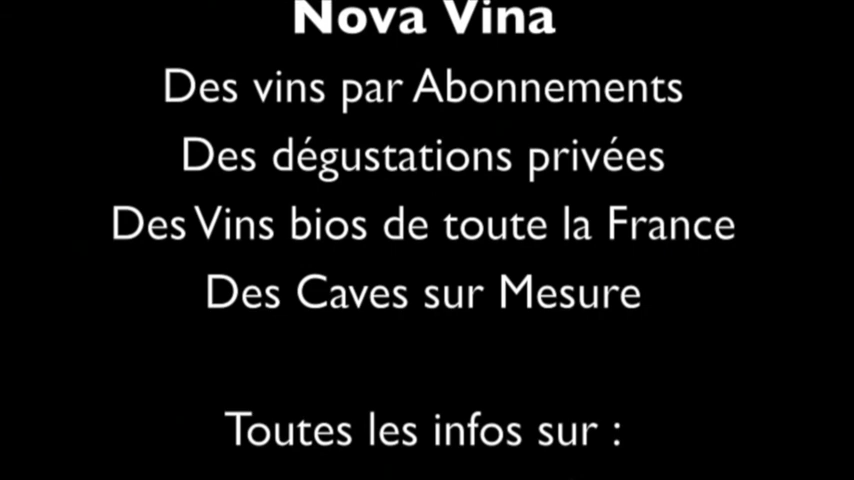 Nova Vina
Des vins par Abonnements
Des dégustations privées
Des Vins bios de toute la France
Des Caves sur Mesure
Toutes les infos sur :